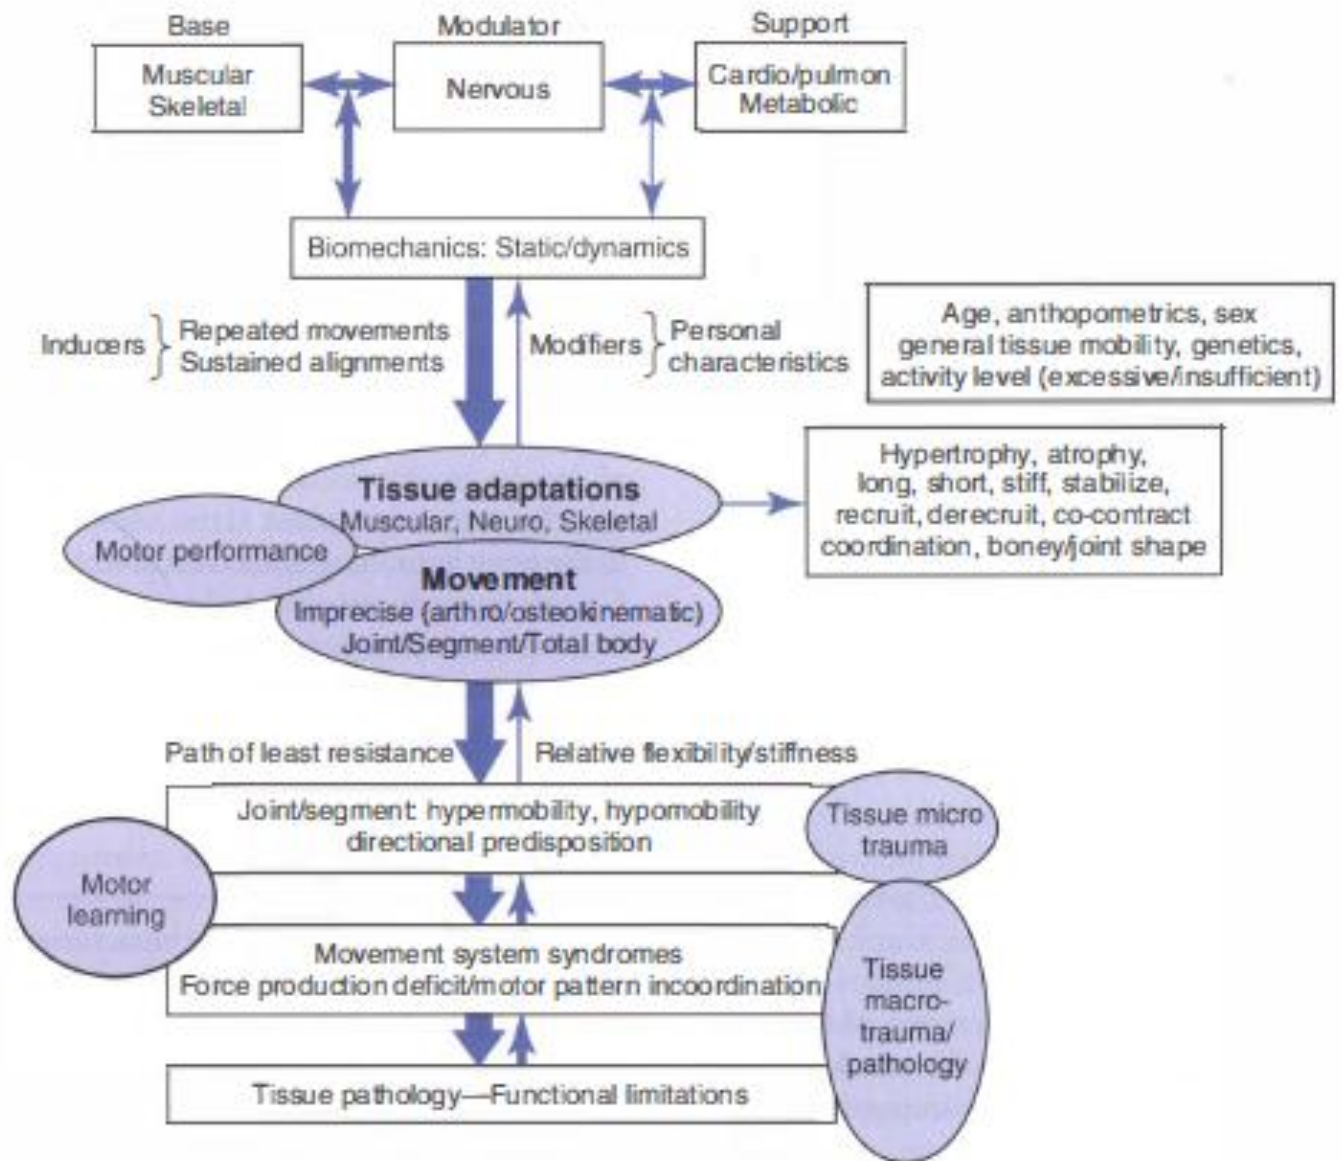 Base
Modulator
Support
Muscular
Skeletal
Nervous
Cardio/pulmon
Metabolic
Biomechanics: Static/dynamics
Inducers
Repeated movements
Sustained alignments
Modifiers
Personal
characteristics
Age, anthopometrics, sex
general tissue mobility, genetics,
activity level (excessive/insufficient)
Tissue adaptations
Muscular, Neuro, Skeletal
Hypertrophy, atrophy,
long, short, stiff, stabilize,
recruit, derecruit, co-contract
coordination, boney/joint shape
Motor performance
Movement
Imprecise (arthro/osteokinematic)
Joint/Segment/Total body
Path of least resistance
Relative flexibility/stiffness
Joint/segment: hypermobility, hypomobility
directional predisposition
Tissue micro
trauma
Motor
learning
Movement system syndromes
Force production deficit/motor pattern incoordination
Tissue
macro-
trauma/
pathology
Tissue pathology—Functional limitations